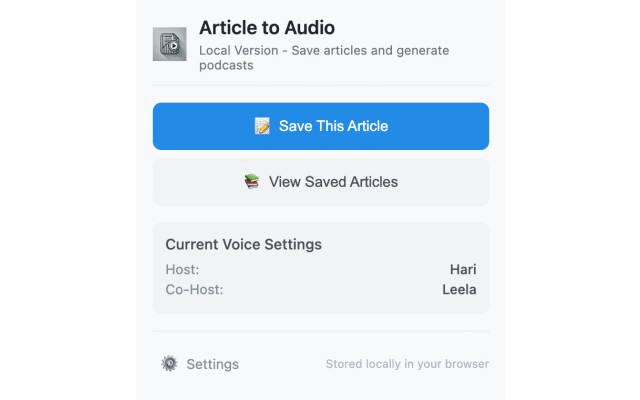 Article to Audio
Local Version - Save articles and generate
podcasts
Save This Article
View Saved Articles
Current Voice Settings
Host: Hari
Co-Host: Leela
Settings
Stored locally in your browser